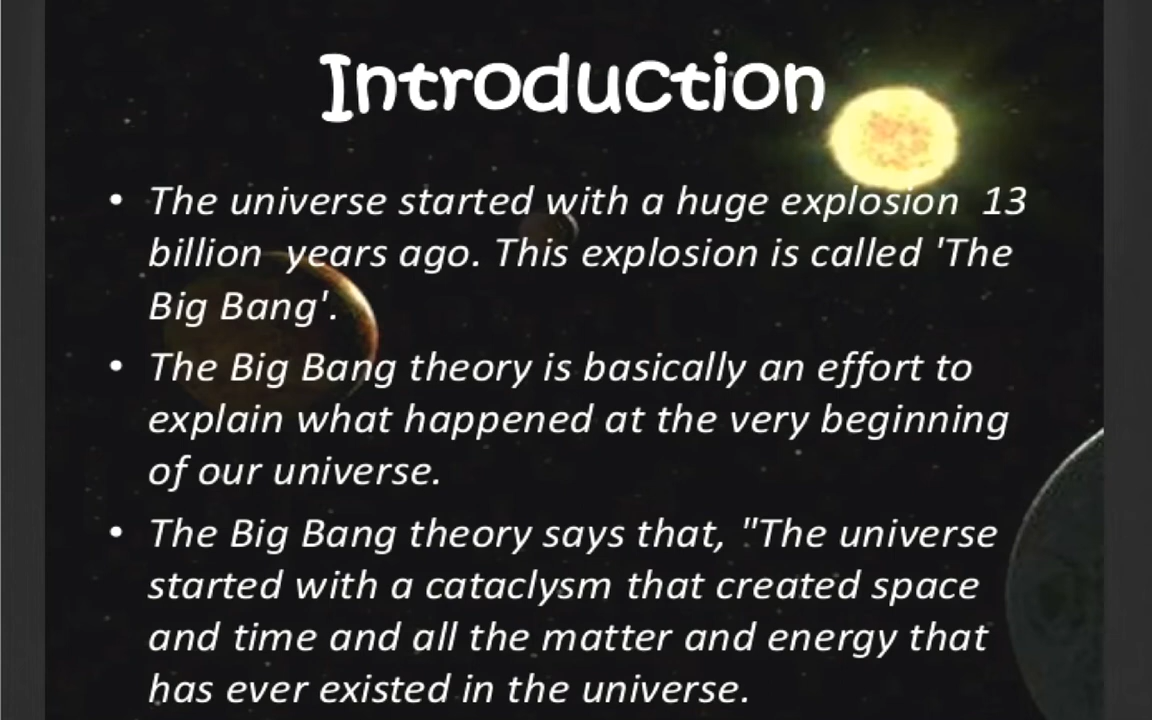 Introduction
• The universe started with a huge explosion 13
billion years ago. This explosion is called 'The
Big Bang'.
• The Big Bang theory is basically an effort to
explain what happened at the very beginning
of our universe.
• The Big Bang theory says that, "The universe
started with a cataclysm that created space
and time and all the matter and energy that
has ever existed in the universe.